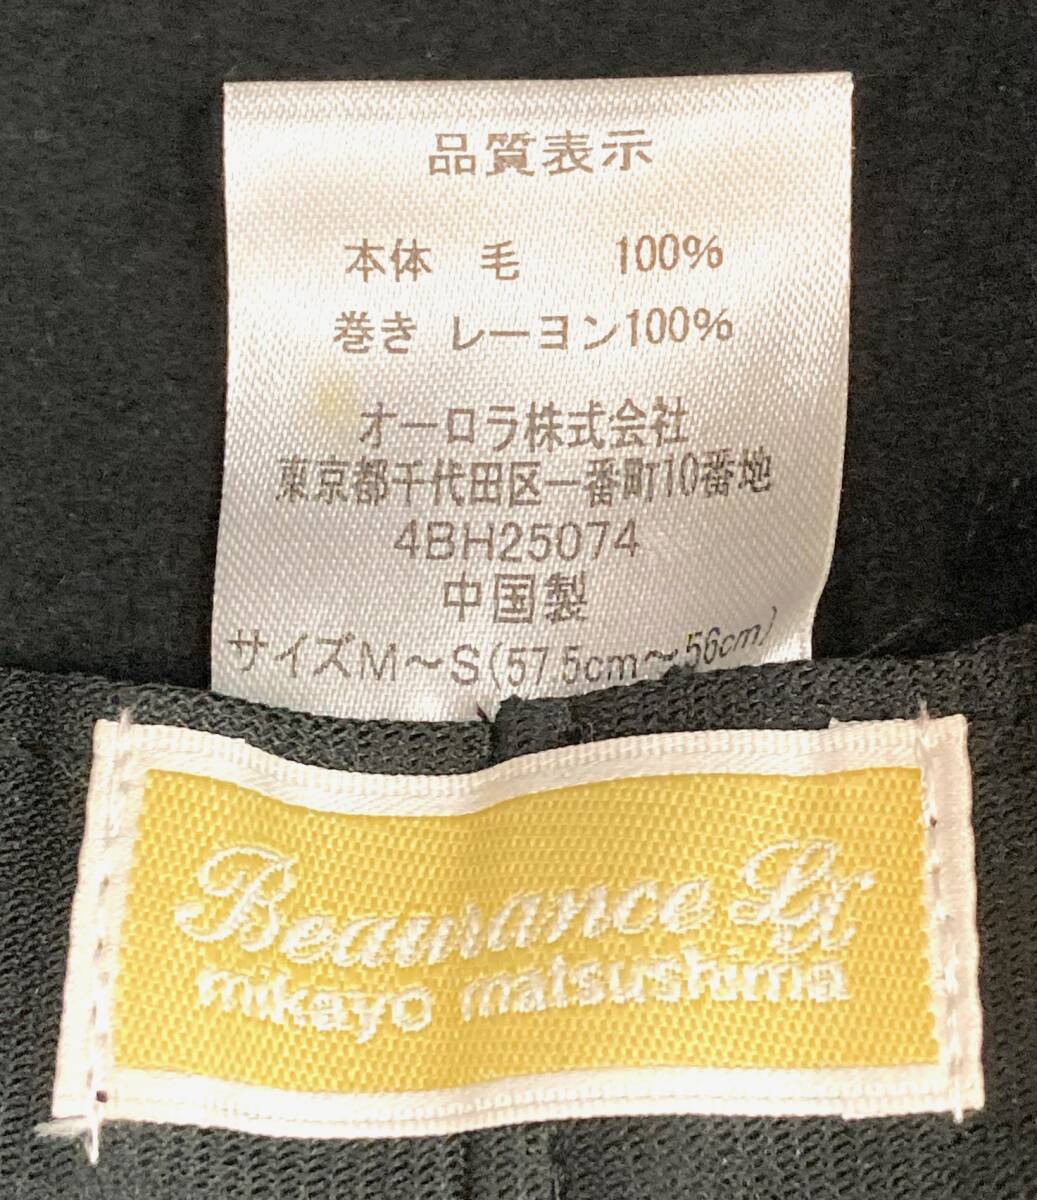 品質表示
本体 毛 100%
巻き レーヨン100%
オーロラ株式会社
東京都千代田区一番町10番地
4BH25074
中国製
サイズM～S(57.5cm～56cm)
mikayo matsushima